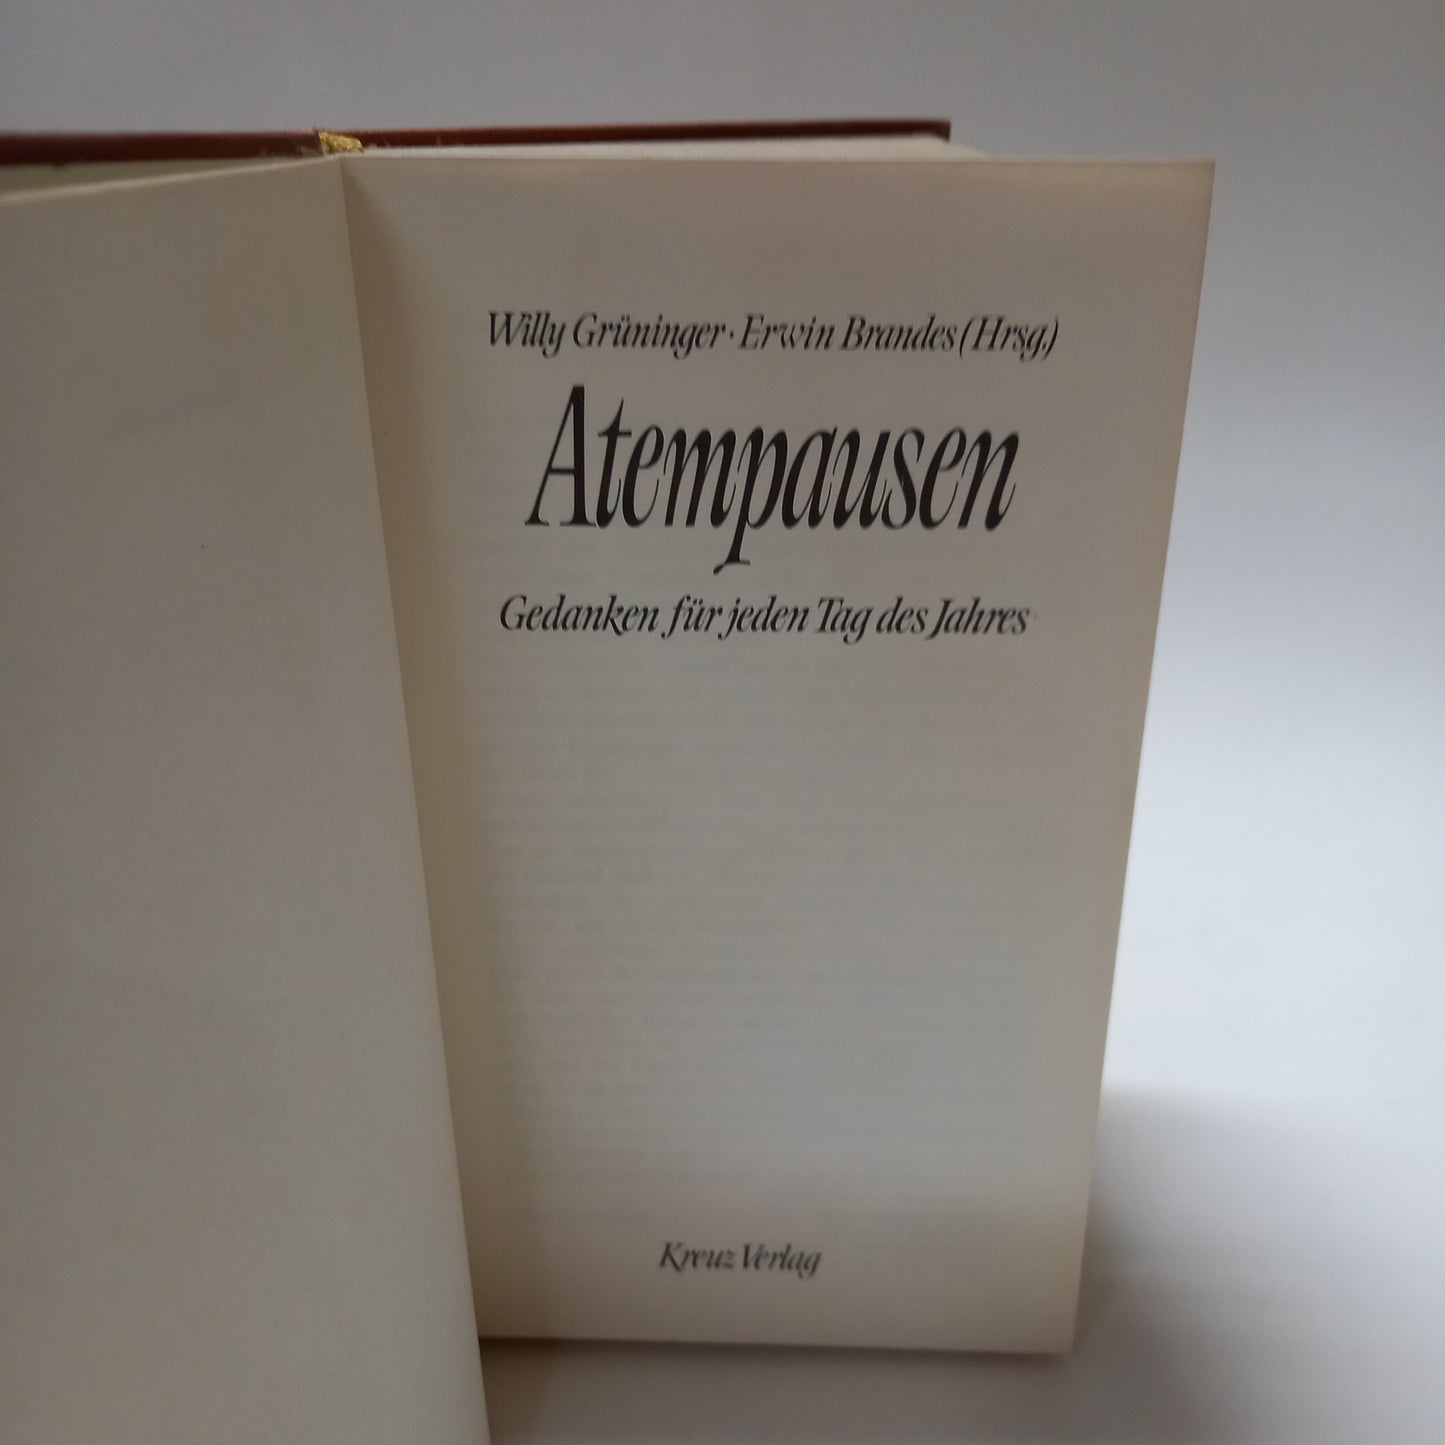 Willy Grüninger · Erwin Brandes (Hrsg.)
Atempausen
Gedanken für jeden Tag des Jahres
Kreuz Verlag